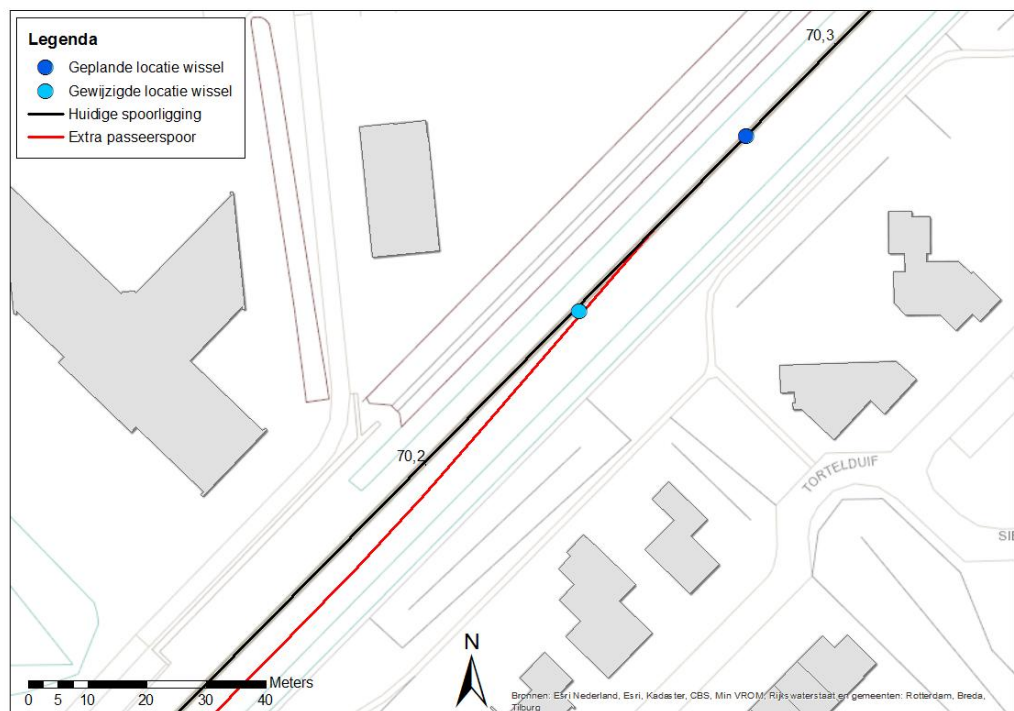 Legenda
Geplande locatie wissel
Gewijzigde locatie wissel
Huidige spoorligging
Extra passeerspoor
70,3
70,2
TORTELDUIF
SIE
N
Meters
0 5 10 20 30 40
Bronnen: Esri Nederland, Esri, Kadaster, CBS, Min VROM, Rijkswaterstaat en gemeenten: Rotterdam, Breda,
Tilburg